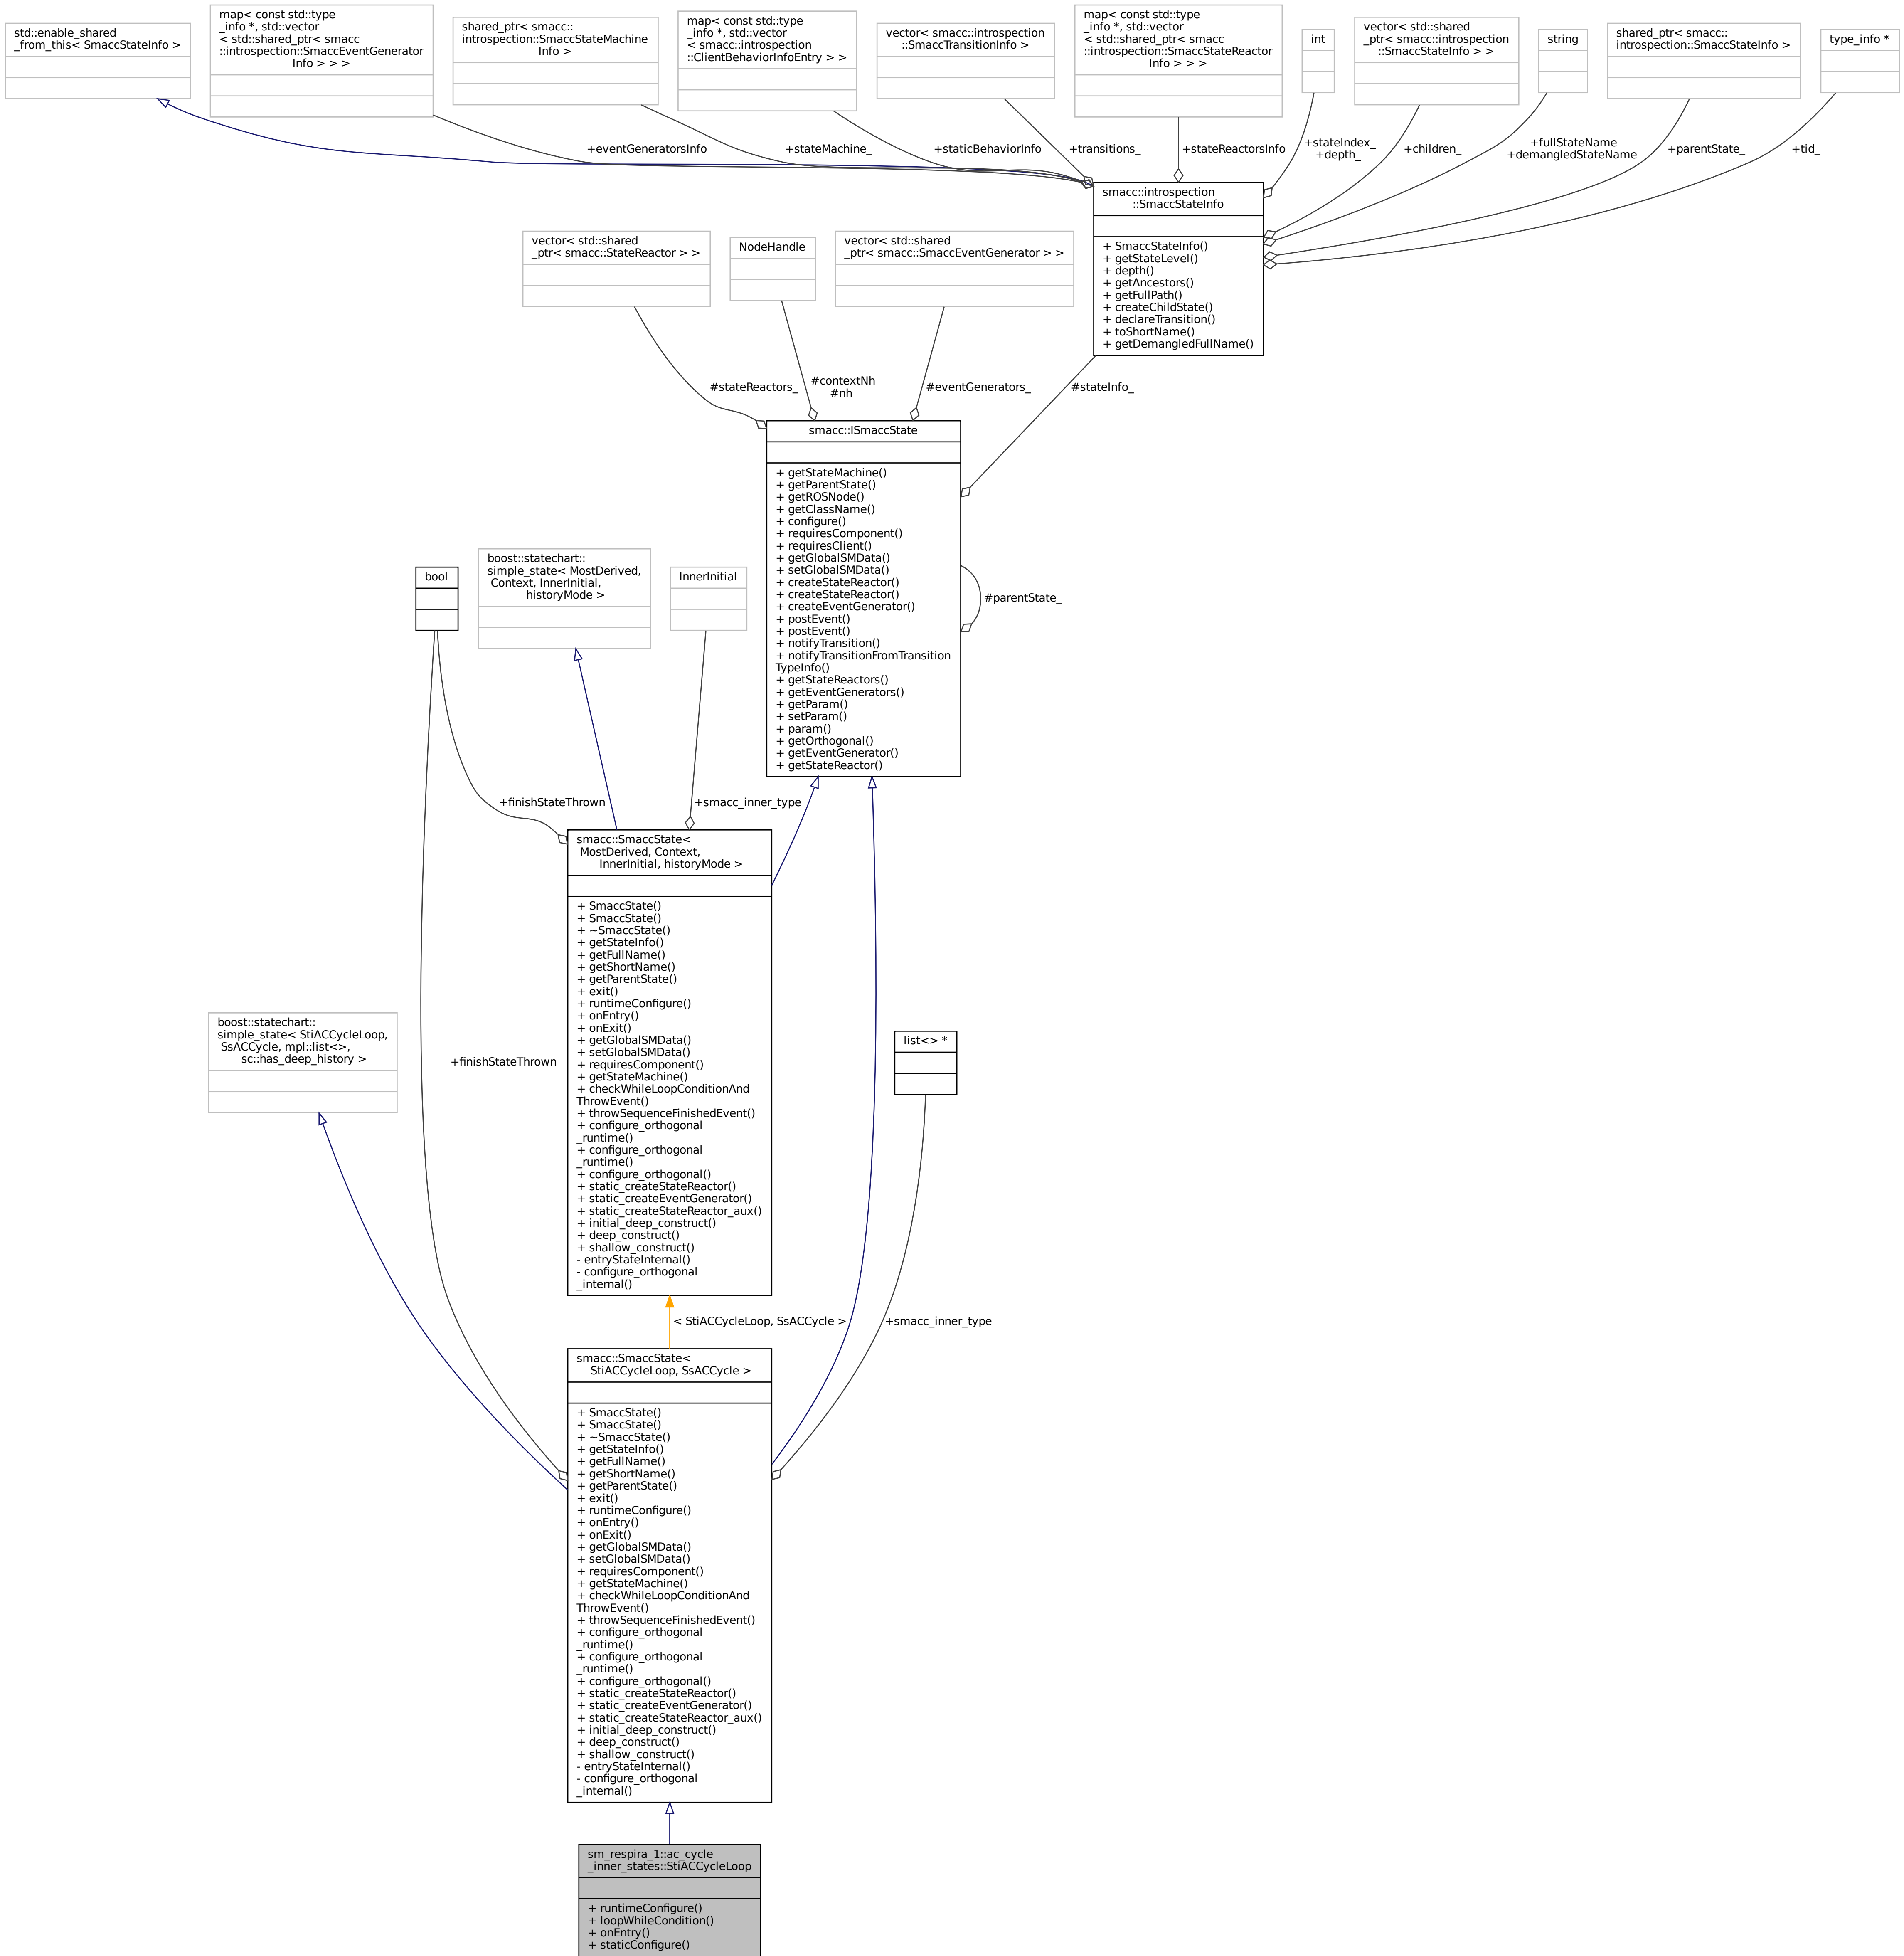 std::enable_shared
_from_this< SmaccStateInfo >
map< const std::type
_info *, std::vector
< std::shared_ptr< smacc
::introspection::SmaccEventGenerator
Info > > >
shared_ptr< smacc::
introspection::SmaccStateMachine
Info >
map< const std::type
_info *, std::vector
< smacc::introspection
::ClientBehaviorInfoEntry > >
vector< smacc::introspection
::SmaccTransitionInfo >
map< const std::type
_info *, std::vector
< std::shared_ptr< smacc
::introspection::SmaccStateReactor
Info > > >
int
vector< std::shared
_ptr< smacc::introspection
::SmaccStateInfo > >
string
shared_ptr< smacc::
introspection::SmaccStateInfo >
type_info *
+eventGeneratorsInfo
+stateMachine_
+staticBehaviorInfo
+transitions_
+stateReactorsInfo
+stateIndex_
+depth_
+children_
+fullStateName
+demangledStateName
+parentState_
+tid_
smacc::introspection
::SmaccStateInfo
+ SmaccStateInfo()
+ getStateLevel()
+ depth()
+ getAncestors()
+ getFullPath()
+ createChildState()
+ declareTransition()
+ toShortName()
+ getDemangledFullName()
vector< std::shared
_ptr< smacc::StateReactor > >
NodeHandle
vector< std::shared
_ptr< smacc::SmaccEventGenerator > >
#stateReactors_
#contextNh
#nh
#eventGenerators_
#stateInfo_
smacc::ISmaccState
+ getStateMachine()
+ getParentState()
+ getROSNode()
+ getClassName()
+ configure()
+ requiresComponent()
+ requiresClient()
+ getGlobalSMData()
+ setGlobalSMData()
+ createStateReactor()
+ createStateReactor()
+ createEventGenerator()
+ postEvent()
+ postEvent()
+ notifyTransition()
+ notifyTransitionFromTransition
TypeInfo()
+ getStateReactors()
+ getEventGenerators()
+ getParam()
+ setParam()
+ param()
+ getOrthogonal()
+ getEventGenerator()
+ getStateReactor()
#parentState_
bool
boost::statechart::
simple_state< MostDerived,
Context, InnerInitial,
historyMode >
InnerInitial
+finishStateThrown
+smacc_inner_type
smacc::SmaccState<
MostDerived, Context,
InnerInitial, historyMode >
+ SmaccState()
+ SmaccState()
+ ~SmaccState()
+ getStateInfo()
+ getFullName()
+ getShortName()
+ getParentState()
+ exit()
+ runtimeConfigure()
+ onEntry()
+ onExit()
+ getGlobalSMData()
+ setGlobalSMData()
+ requiresComponent()
+ getStateMachine()
+ checkWhileLoopConditionAnd
ThrowEvent()
+ throwSequenceFinishedEvent()
+ configure_orthogonal
_runtime()
+ configure_orthogonal
_runtime()
+ configure_orthogonal()
+ static_createStateReactor()
+ static_createEventGenerator()
+ static_createStateReactor_aux()
+ initial_deep_construct()
+ deep_construct()
+ shallow_construct()
- entryStateInternal()
- configure_orthogonal
_internal()
boost::statechart::
simple_state< StiACCycleLoop,
SsACCycle, mpl::list<>,
sc::has_deep_history >
+finishStateThrown
list<> *
< StiACCycleLoop, SsACCycle >
+smacc_inner_type
smacc::SmaccState<
StiACCycleLoop, SsACCycle >
+ SmaccState()
+ SmaccState()
+ ~SmaccState()
+ getStateInfo()
+ getFullName()
+ getShortName()
+ getParentState()
+ exit()
+ runtimeConfigure()
+ onEntry()
+ onExit()
+ getGlobalSMData()
+ setGlobalSMData()
+ requiresComponent()
+ getStateMachine()
+ checkWhileLoopConditionAnd
ThrowEvent()
+ throwSequenceFinishedEvent()
+ configure_orthogonal
_runtime()
+ configure_orthogonal
_runtime()
+ configure_orthogonal()
+ static_createStateReactor()
+ static_createEventGenerator()
+ static_createStateReactor_aux()
+ initial_deep_construct()
+ deep_construct()
+ shallow_construct()
- entryStateInternal()
- configure_orthogonal
_internal()
sm_respira_1::ac_cycle
_inner_states::StiACCycleLoop
+ runtimeConfigure()
+ loopWhileCondition()
+ onEntry()
+ staticConfigure()